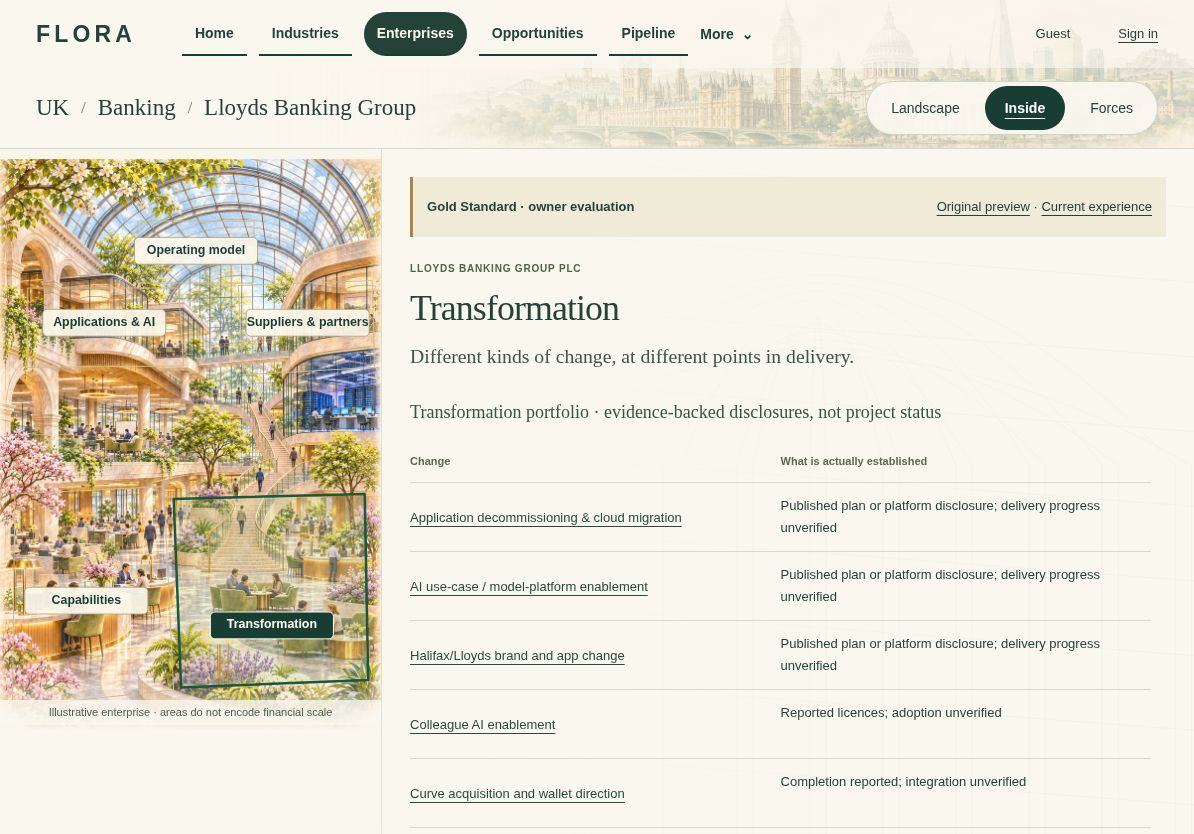 FLORA
Home
Industries
Enterprises
Opportunities
Pipeline
More
Guest
Sign in
UK / Banking / Lloyds Banking Group
Landscape
Inside
Forces
Operating model
Applications & AI
Suppliers & partners
Capabilities
Transformation
Illustrative enterprise · areas do not encode financial scale
Gold Standard · owner evaluation
Original preview · Current experience
LLOYDS BANKING GROUP PLC
Transformation
Different kinds of change, at different points in delivery.
Transformation portfolio · evidence-backed disclosures, not project status
Change
What is actually established
Application decommissioning & cloud migration
Published plan or platform disclosure; delivery progress
unverified
AI use-case / model-platform enablement
Published plan or platform disclosure; delivery progress
unverified
Halifax/Lloyds brand and app change
Published plan or platform disclosure; delivery progress
unverified
Colleague AI enablement
Reported licences; adoption unverified
Curve acquisition and wallet direction
Completion reported; integration unverified